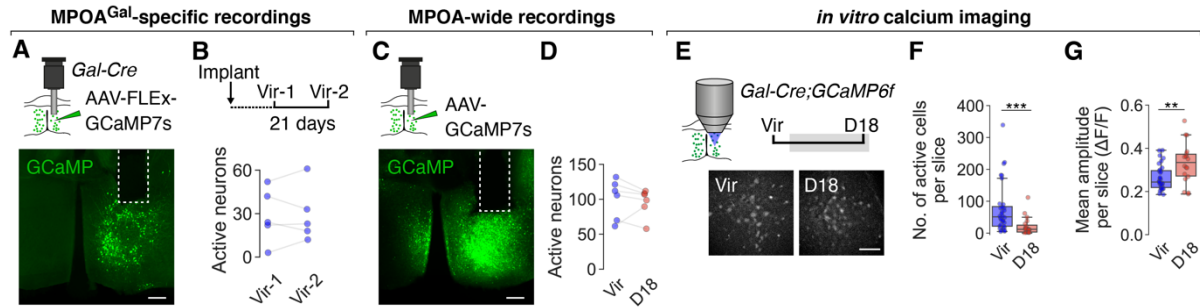 MPOAGal-specific recordings
MPOA-wide recordings
in vitro calcium imaging
A
Gal-Cre
AAV-FLEx-
GCaMP7s
GCaMP
B
Implant
Vir-1
Vir-2
21 days
Active neurons
60
30
0
Vir-1
Vir-2
C
AAV-
GCaMP7s
GCaMP
D
Active neurons
150
100
50
0
Vir
D18
E
Gal-Cre;GCaMP6f
Vir
D18
Vir
D18
F
No. of active cells
per slice
400
300
200
100
0
***
Vir
D18
G
Mean amplitude
per slice (ΔF/F)
0.6
0.4
0.2
0.0
**
Vir
D18